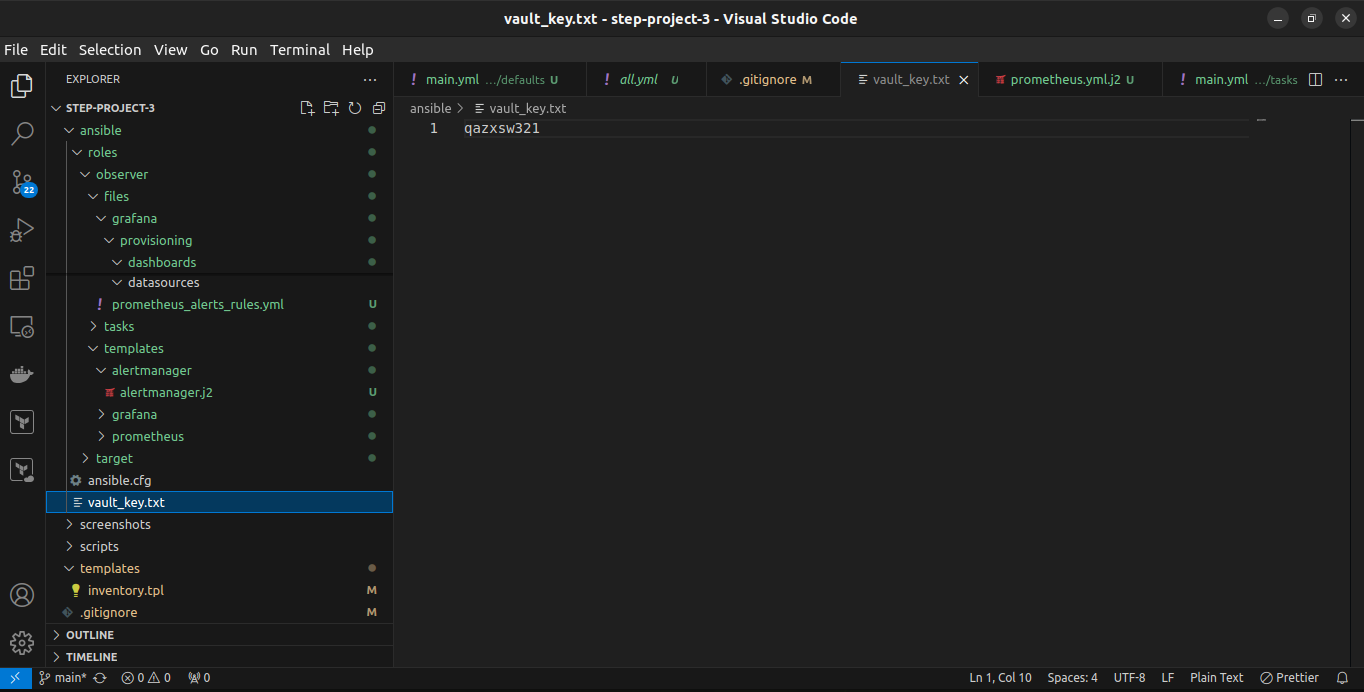 vault_key.txt - step-project-3 - Visual Studio Code
File Edit Selection View Go Run Terminal Help
EXPLORER
STEP-PROJECT-3
ansible
roles
observer
files
grafana
provisioning
dashboards
datasources
prometheus_alerts_rules.yml U
tasks
templates
alertmanager
alertmanager.j2 U
grafana
prometheus
target
ansible.cfg
vault_key.txt
screenshots
scripts
templates
inventory.tpl M
.gitignore M
OUTLINE
TIMELINE
22
main.yml .../defaults U
all.yml U
.gitignore M
vault_key.txt
prometheus.yml.j2 U
main.yml .../tasks
ansible > vault_key.txt
1 qazxsw321
main* 0 0 0 Ln 1, Col 10 Spaces: 4 UTF-8 LF Plain Text Prettier